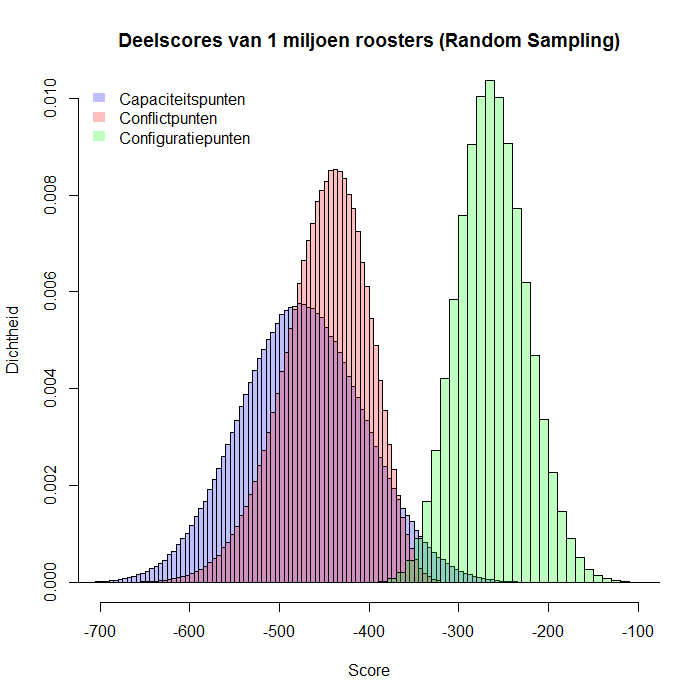 Deelscores van 1 miljoen roosters (Random Sampling)
Capaciteitspunten
Conflictpunten
Configuratiepunten
Dichtheid
0.010
0.008
0.006
0.004
0.002
0.000
-700 -600 -500 -400 -300 -200 -100
Score